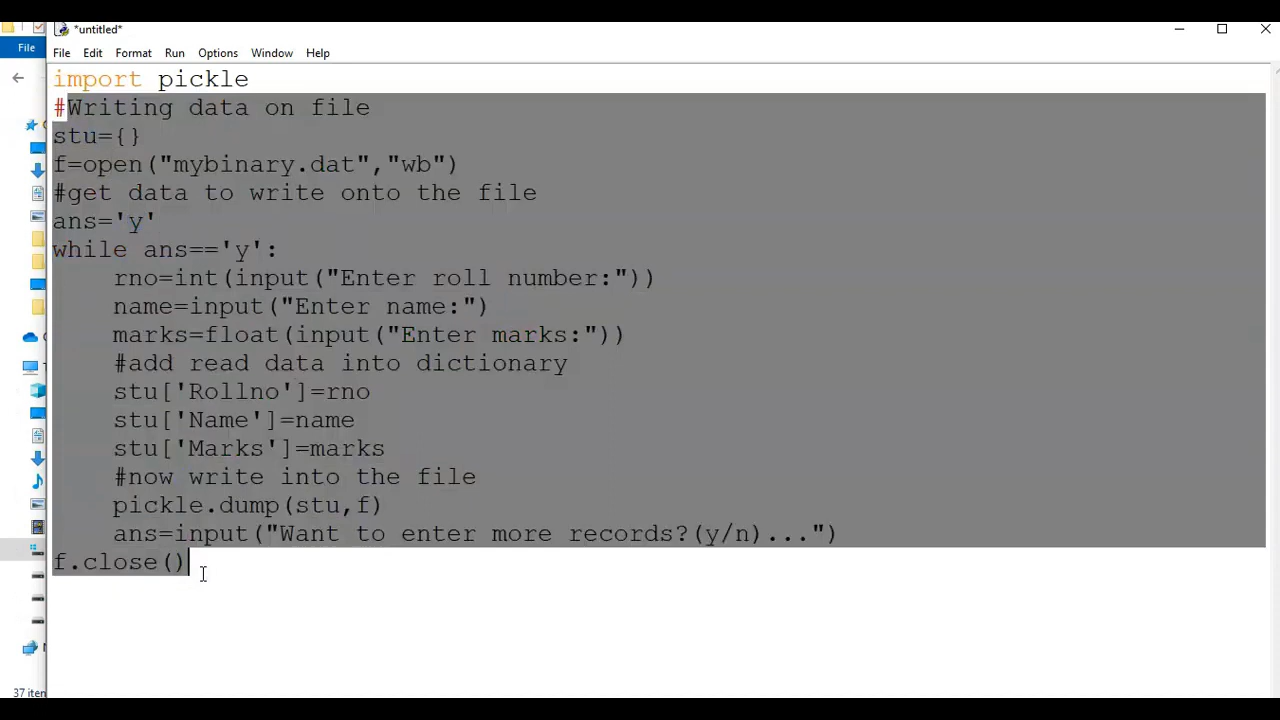 *untitled*
File
File Edit Format Run Options Window Help
import pickle
#Writing data on file
stu={}
f=open("mybinary.dat","wb")
#get data to write onto the file
ans='y'
while ans=='y':
    rno=int(input("Enter roll number:"))
    name=input("Enter name:")
    marks=float(input("Enter marks:"))
    #add read data into dictionary
    stu['Rollno']=rno
    stu['Name']=name
    stu['Marks']=marks
    #now write into the file
    pickle.dump(stu,f)
    ans=input("Want to enter more records?(y/n)...")
f.close()
37 iten